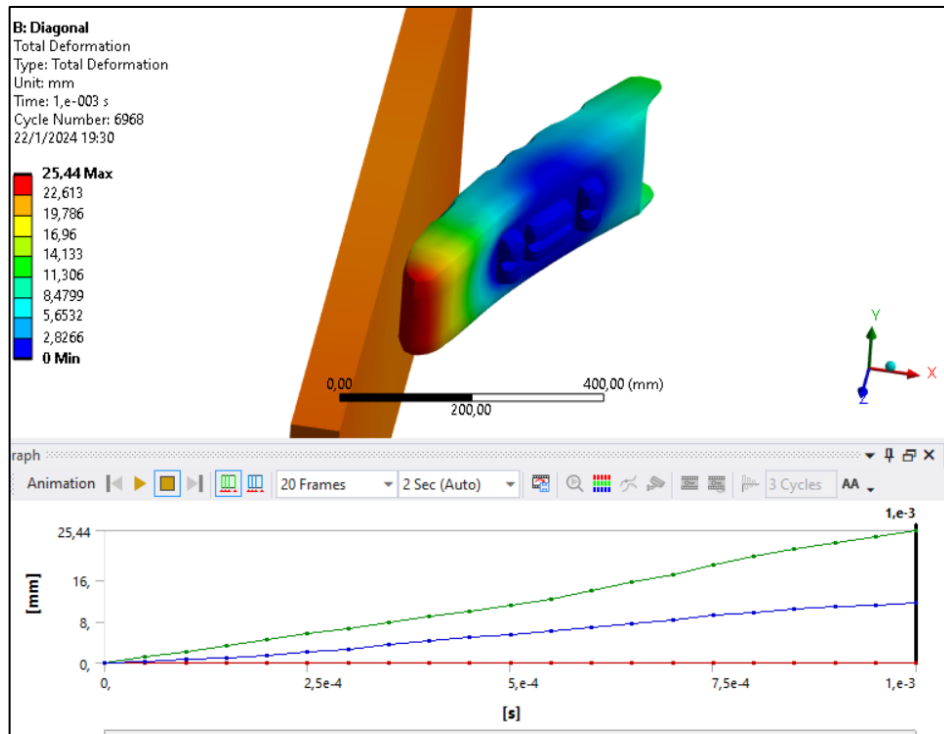 B: Diagonal
Total Deformation
Type: Total Deformation
Unit: mm
Time: 1,e-003 s
Cycle Number: 6968
22/1/2024 19:30
25,44 Max
22,613
19,786
16,96
14,133
11,306
8,4799
5,6532
2,8266
0 Min
0,00
400,00 (mm)
200,00
Y
X
Z
raph
Animation
20 Frames
2 Sec (Auto)
3 Cycles
AA
1,e-3
25,44
16,
8,
0,
[mm]
0,
2,5e-4
5,e-4
7,5e-4
1,e-3
[s]